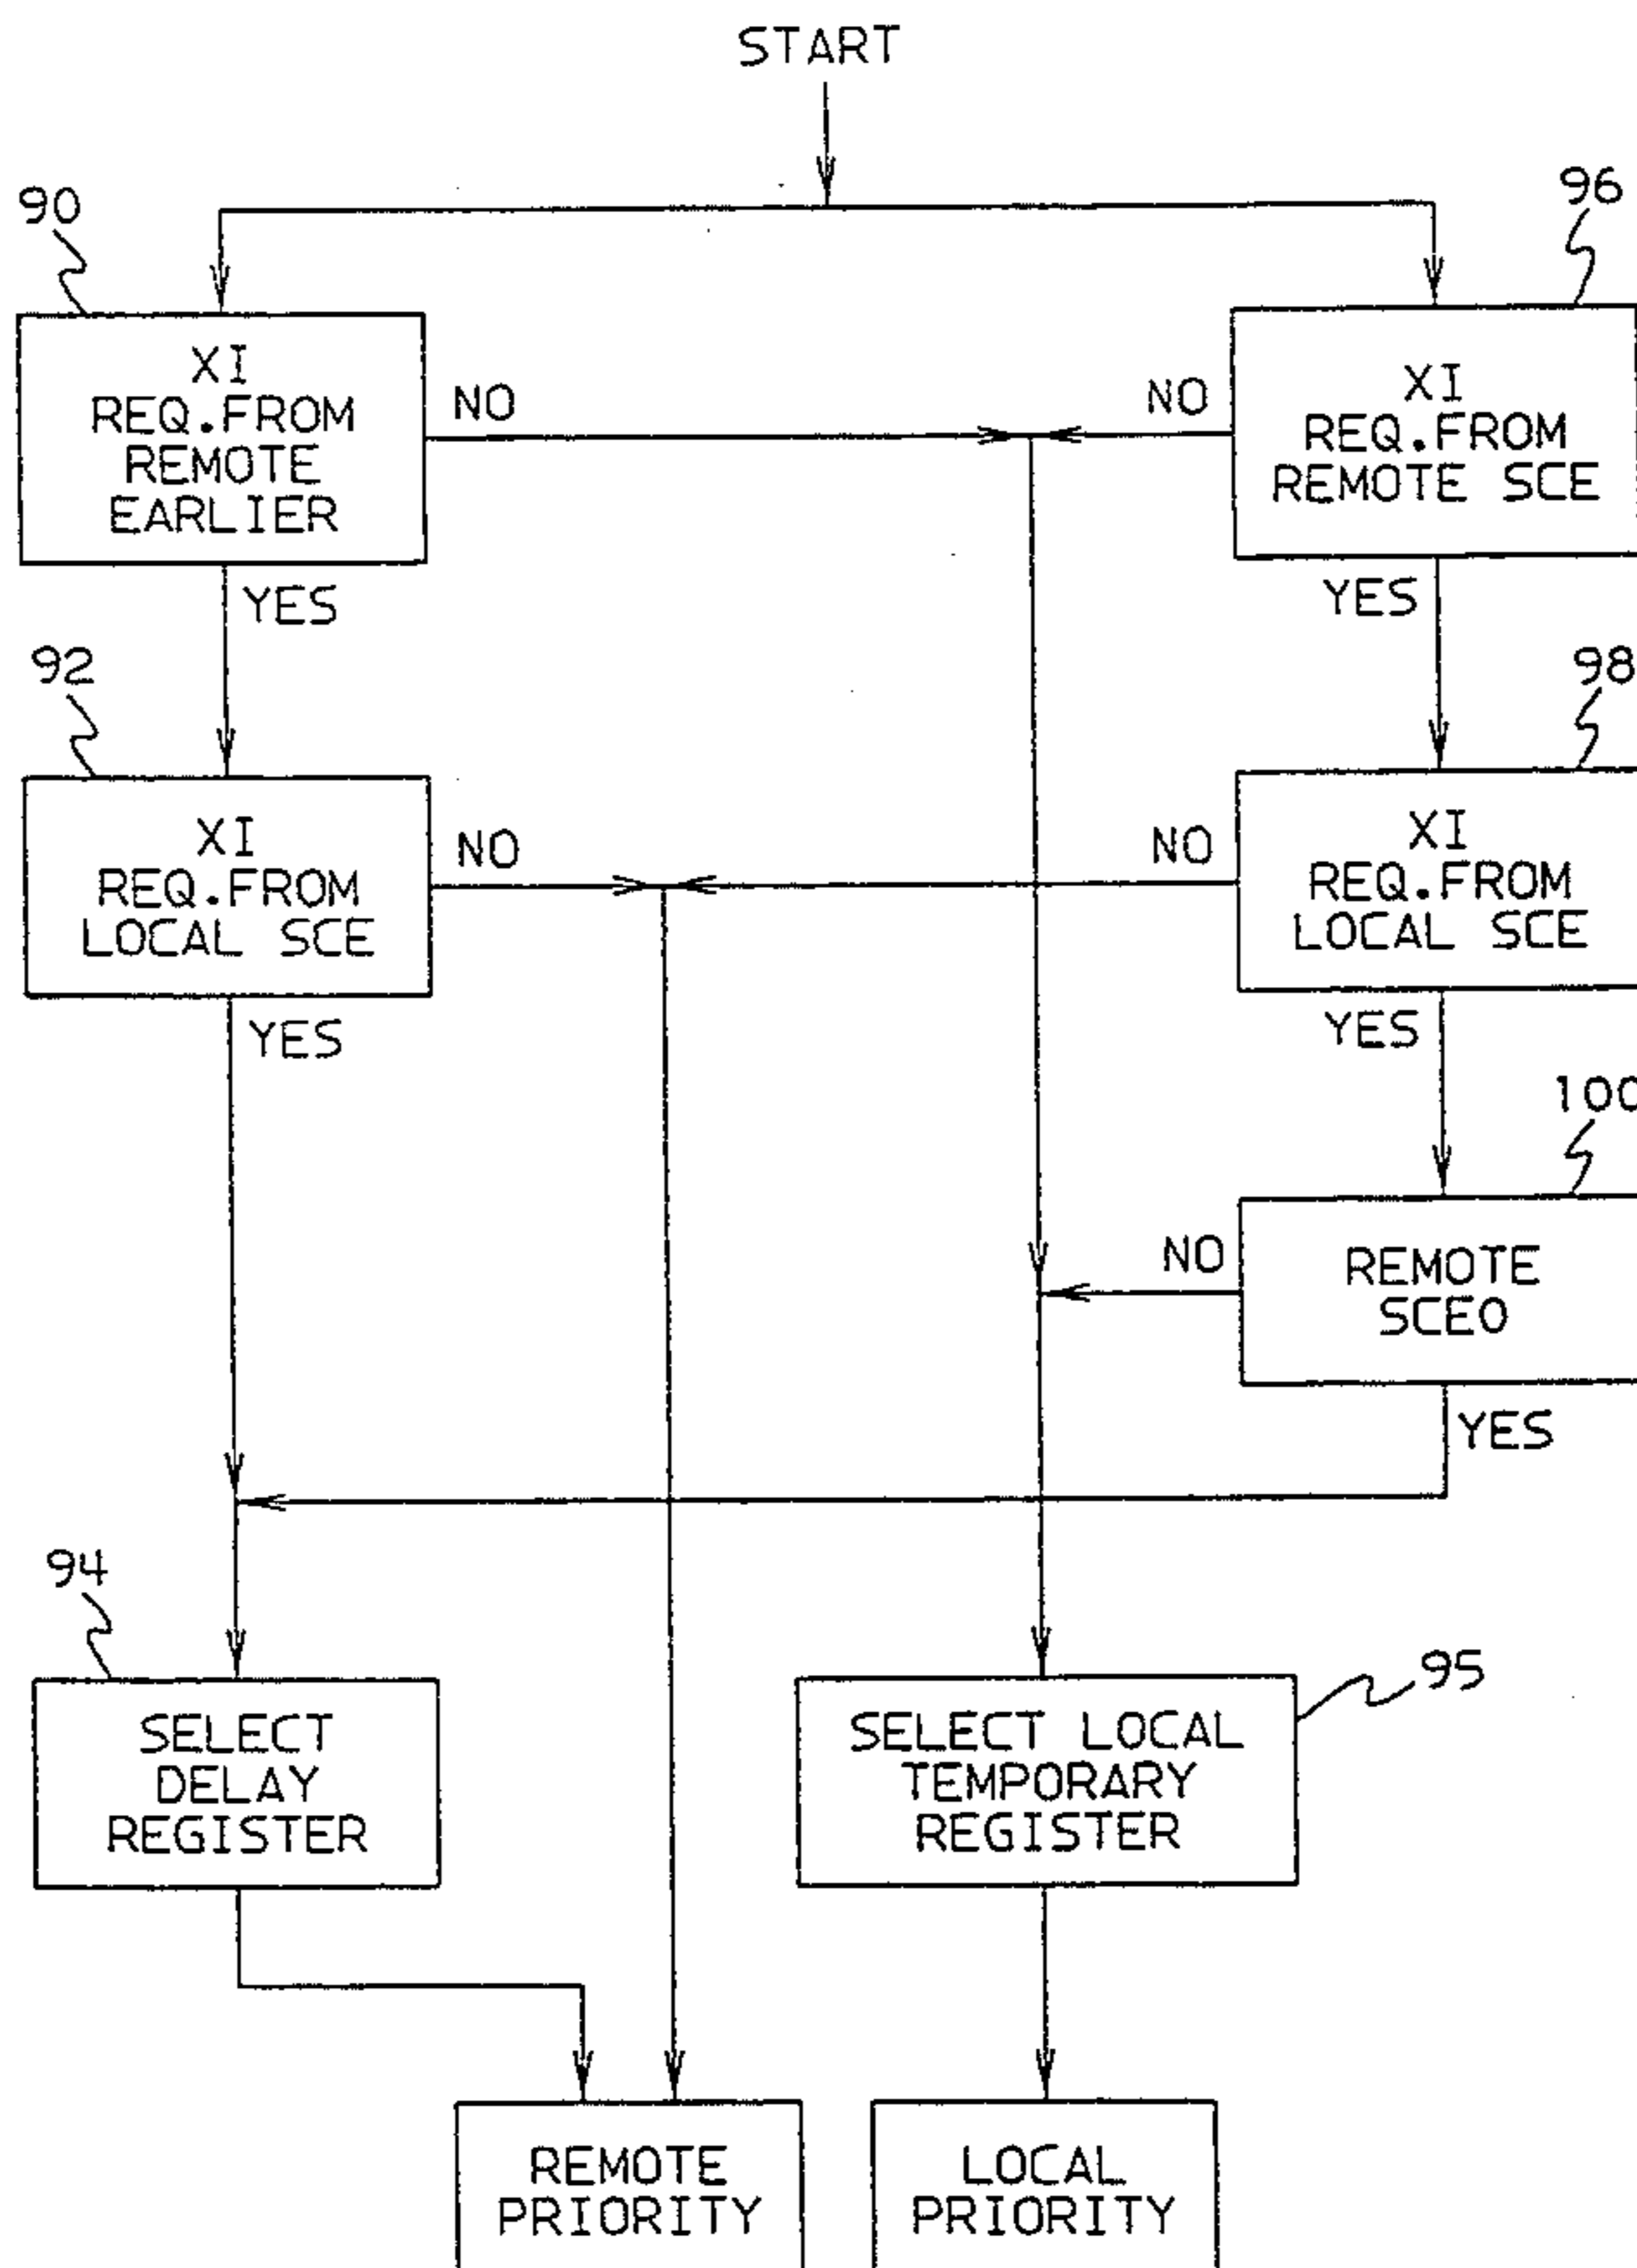 START
90
96
XI
REQ.FROM
REMOTE
EARLIER
NO
NO
XI
REQ.FROM
REMOTE SCE
YES
YES
92
98
XI
REQ.FROM
LOCAL SCE
NO
NO
XI
REQ.FROM
LOCAL SCE
YES
YES
100
NO
REMOTE
SCE0
YES
94
95
SELECT
DELAY
REGISTER
SELECT LOCAL
TEMPORARY
REGISTER
REMOTE
PRIORITY
LOCAL
PRIORITY